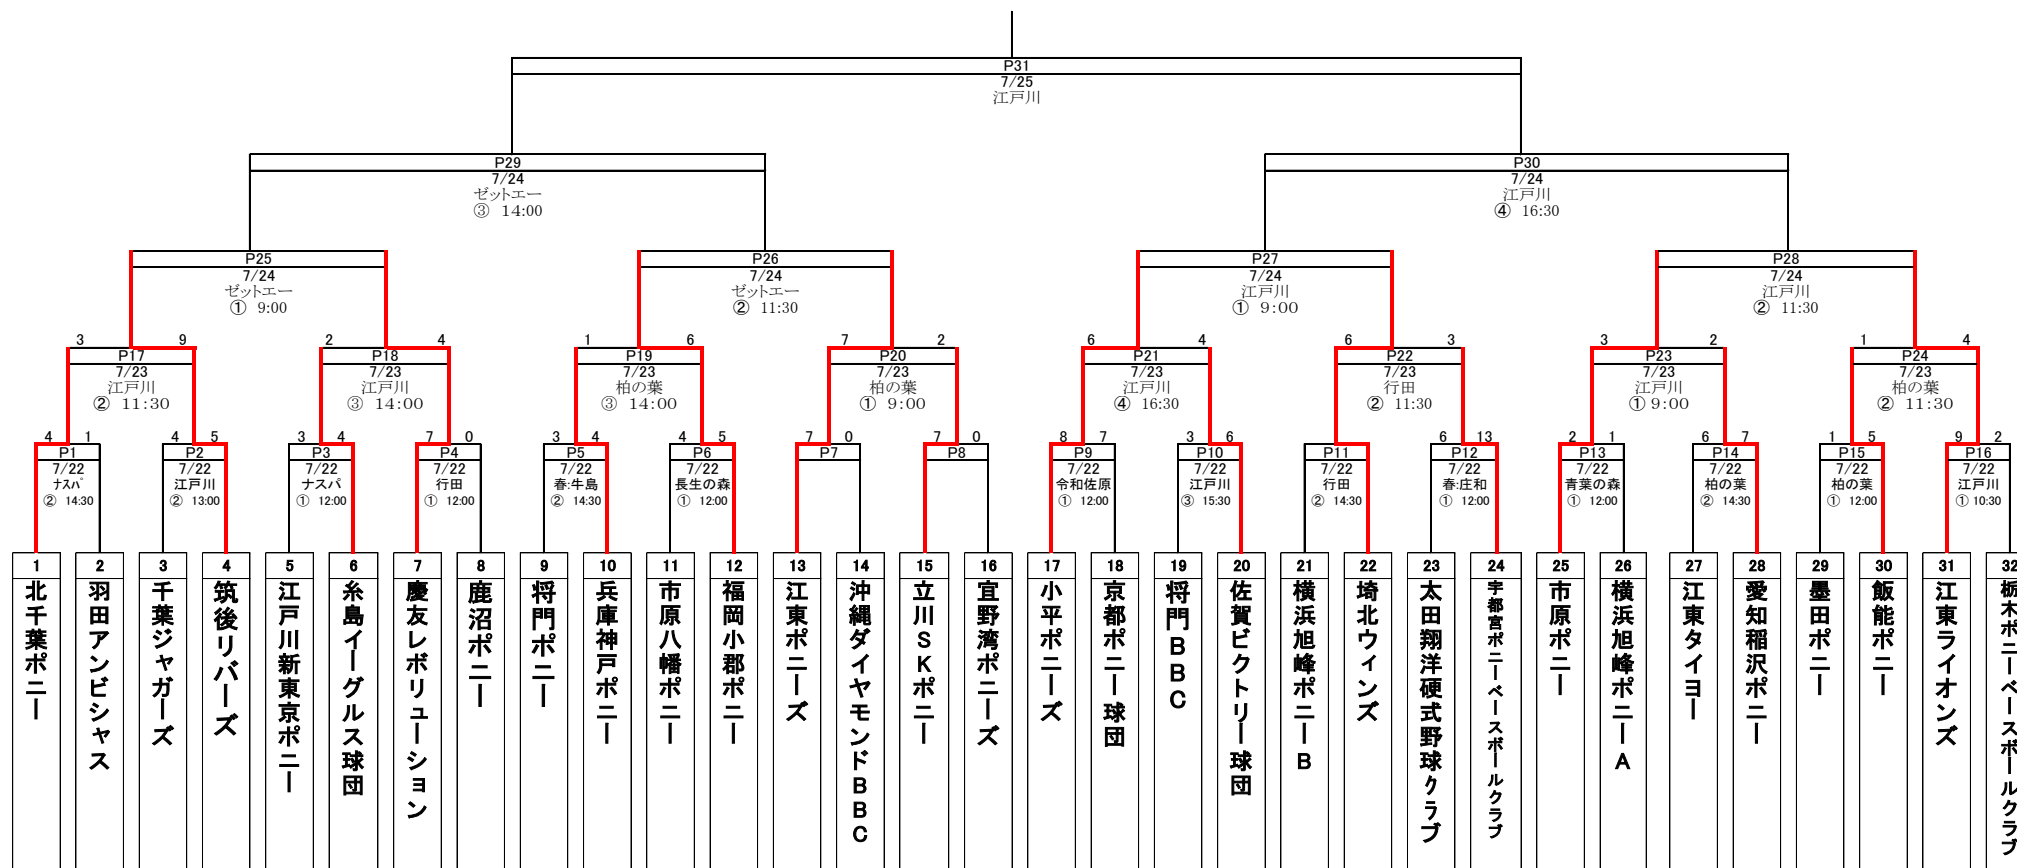 P31
7/25
江戸川
P29
7/24
ゼットエー
③ 14:00
P30
7/24
江戸川
④ 16:30
P25
7/24
ゼットエー
① 9:00
P26
7/24
ゼットエー
② 11:30
P27
7/24
江戸川
① 9:00
P28
7/24
江戸川
② 11:30
3 9
P17
7/23
江戸川
② 11:30
2 4
P18
7/23
江戸川
③ 14:00
1 6
P19
7/23
柏の葉
③ 14:00
7 2
P20
7/23
柏の葉
① 9:00
6 4
P21
7/23
江戸川
④ 16:30
6 3
P22
7/23
行田
② 11:30
3 2
P23
7/23
江戸川
① 9:00
1 4
P24
7/23
柏の葉
② 11:30
4 1
P1
7/22
ナスパ
② 14:30
4 5
P2
7/22
江戸川
② 13:00
3 4
P3
7/22
ナスパ
① 12:00
7 0
P4
7/22
行田
① 12:00
3 4
P5
7/22
春:牛島
② 14:30
4 5
P6
7/22
長生の森
① 12:00
7 0
P7
7 0
P8
8 7
P9
7/22
令和佐原
① 12:00
3 6
P10
7/22
江戸川
③ 15:30
P11
7/22
行田
② 14:30
6 13
P12
7/22
春:庄和
① 12:00
2 1
P13
7/22
青葉の森
① 12:00
6 7
P14
7/22
柏の葉
② 14:30
1 5
P15
7/22
柏の葉
① 12:00
9 2
P16
7/22
江戸川
① 10:30
1
北千葉ポニー
2
羽田アンビシャス
3
千葉ジャガーズ
4
筑後リバーズ
5
江戸川新東京ポニー
6
糸島イーグルス球団
7
慶友レボリューション
8
鹿沼ポニー
9
将門ポニー
10
兵庫神戸ポニー
11
市原八幡ポニー
12
福岡小郡ポニー
13
江東ポニーズ
14
沖縄ダイヤモンドBBC
15
立川SKポニー
16
宜野湾ポニーズ
17
小平ポニーズ
18
京都ポニー球団
19
将門BBC
20
佐賀ビクトリー球団
21
横浜旭峰ポニーB
22
埼北ウィンズ
23
太田翔洋硬式野球クラブ
24
宇都宮ポニーベースボールクラブ
25
市原ポニー
26
横浜旭峰ポニーA
27
江東タイヨー
28
愛知稲沢ポニー
29
墨田ポニー
30
飯能ポニー
31
江東ライオンズ
32
栃木ポニーベースボールクラブ